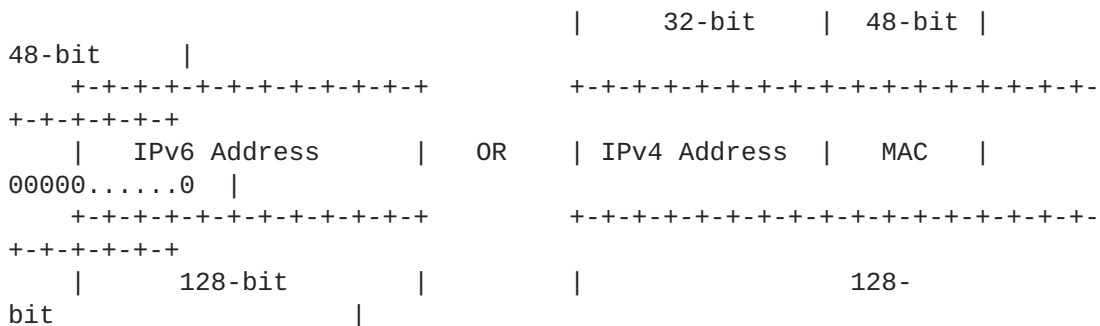 |     32-bit    |  48-bit |
48-bit     |
    +-+-+-+-+-+-+-+-+-+-+-+         +-+-+-+-+-+-+-+-+-+-+-+-+-+-+-+-+-
+-+-+-+-+-+
    |   IPv6 Address      |   OR    | IPv4 Address  |   MAC   |
00000......0  |
    +-+-+-+-+-+-+-+-+-+-+-+         +-+-+-+-+-+-+-+-+-+-+-+-+-+-+-+-+-
+-+-+-+-+-+
    |      128-bit        |         |                 128-
bit                   |